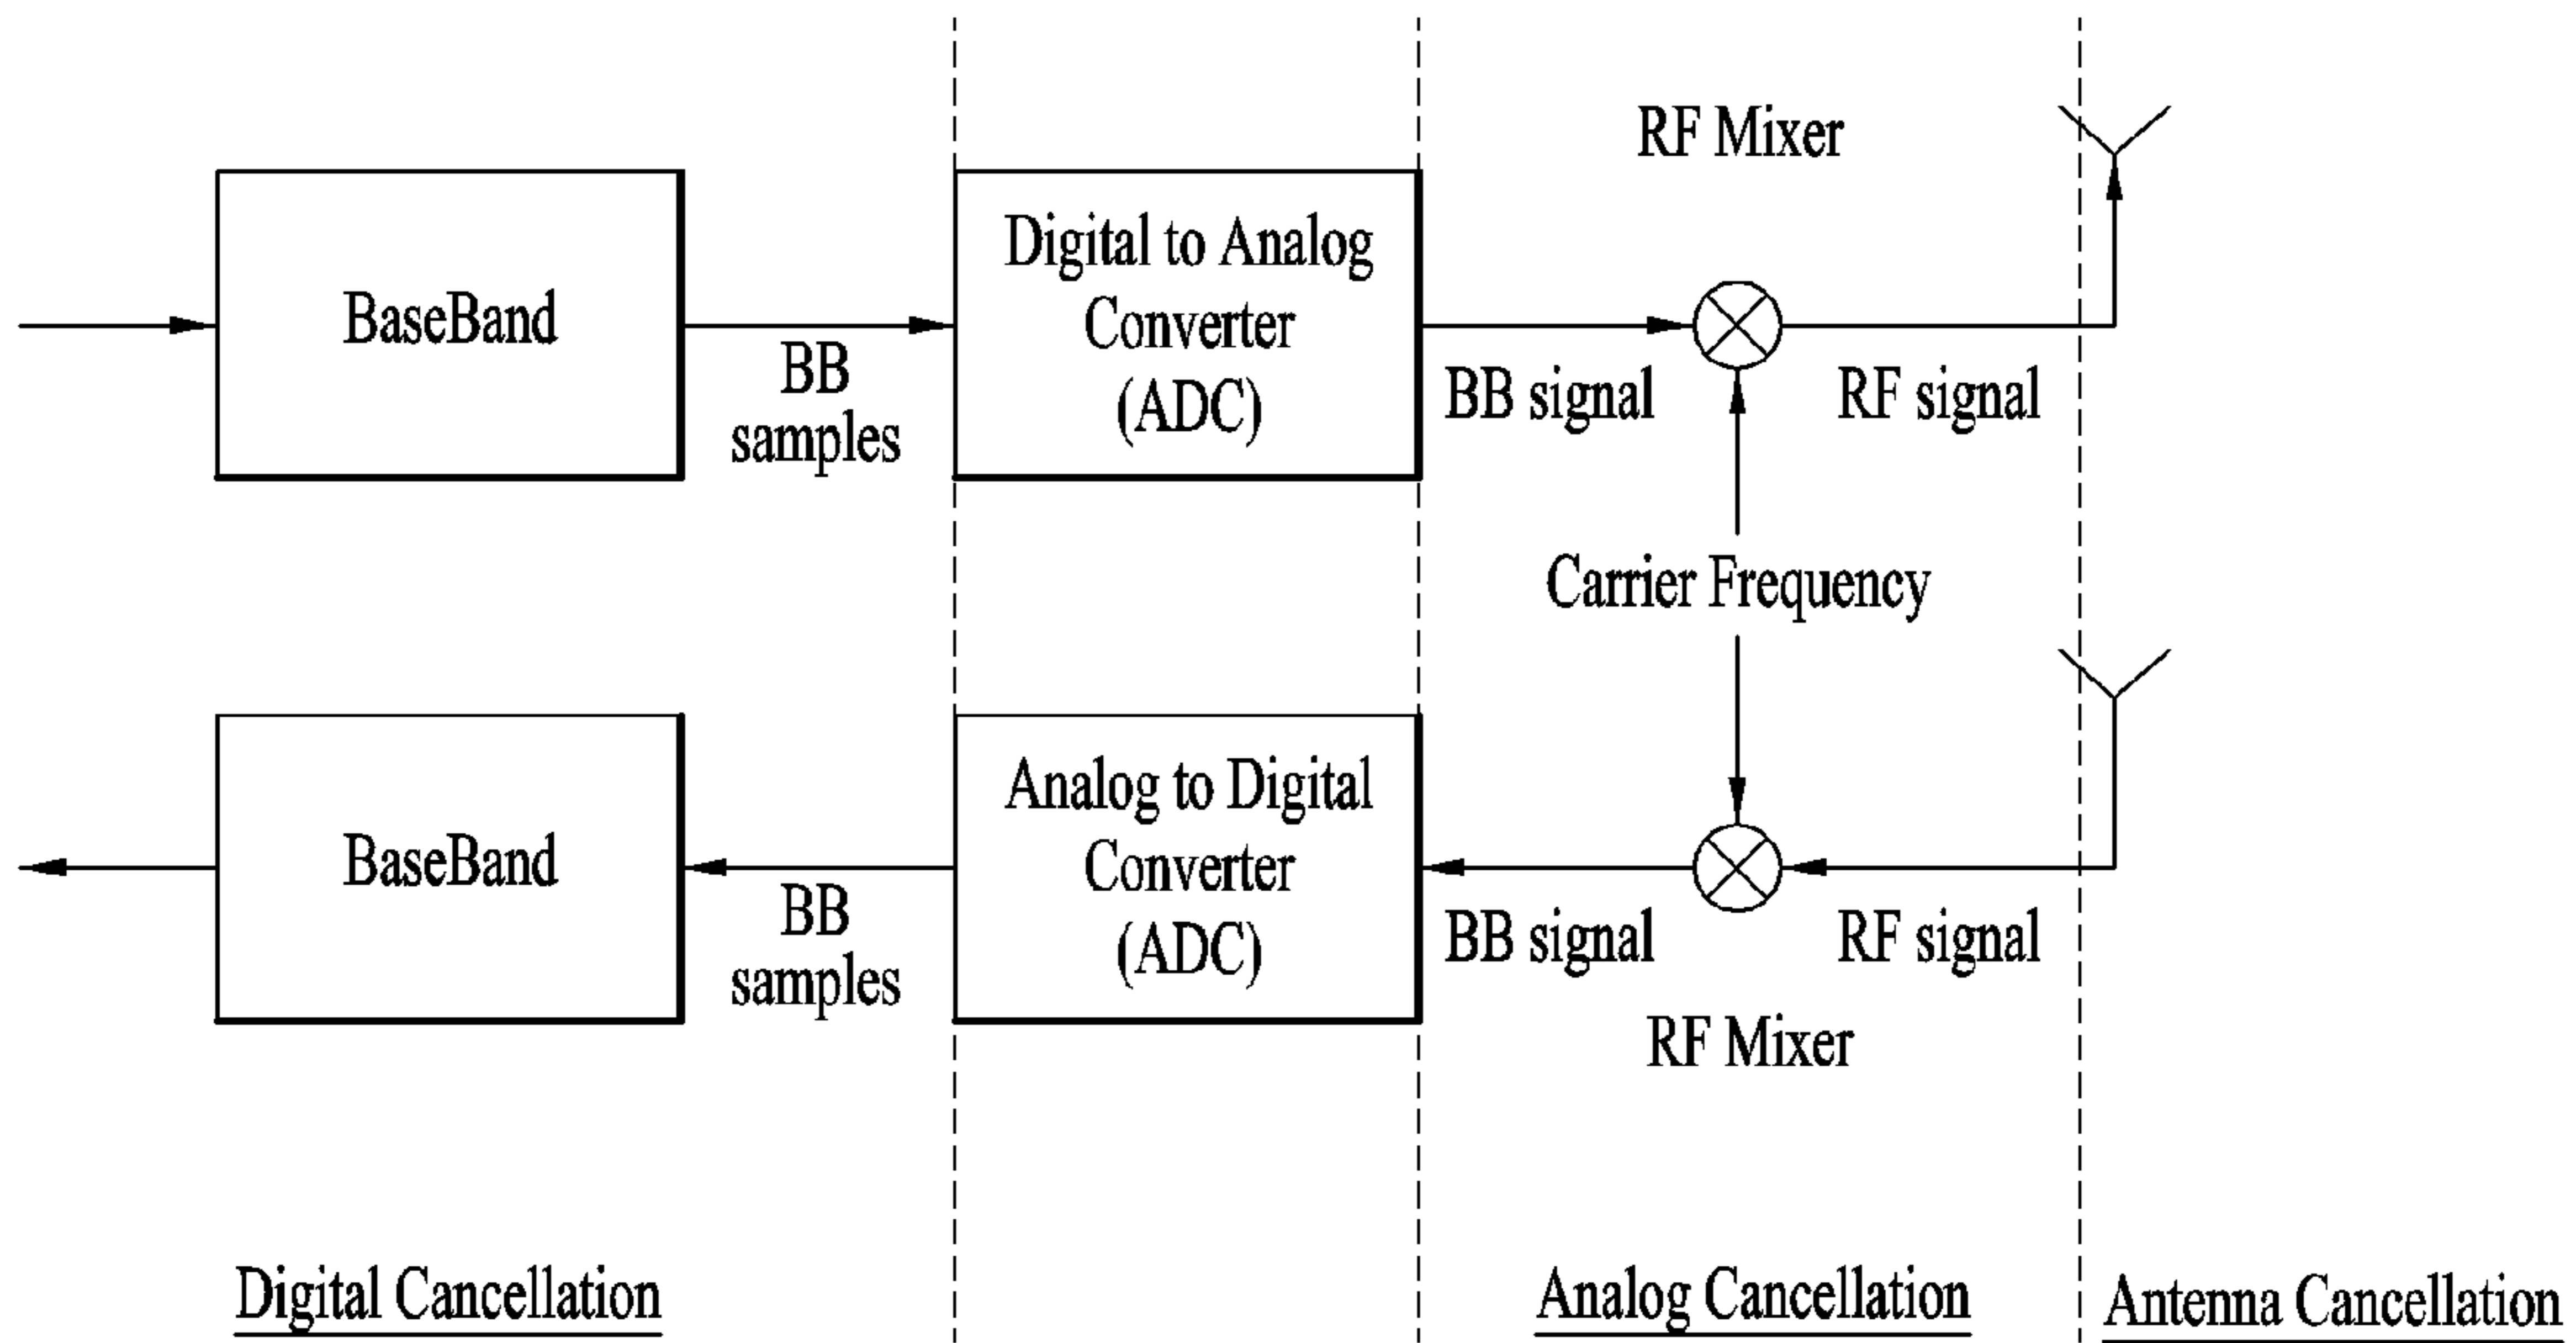 RF Mixer
BaseBand
BB
samples
Digital to Analog
Converter
(ADC)
BB signal
RF signal
Carrier Frequency
BaseBand
BB
samples
Analog to Digital
Converter
(ADC)
BB signal
RF signal
RF Mixer
Digital Cancellation
Analog Cancellation
Antenna Cancellation